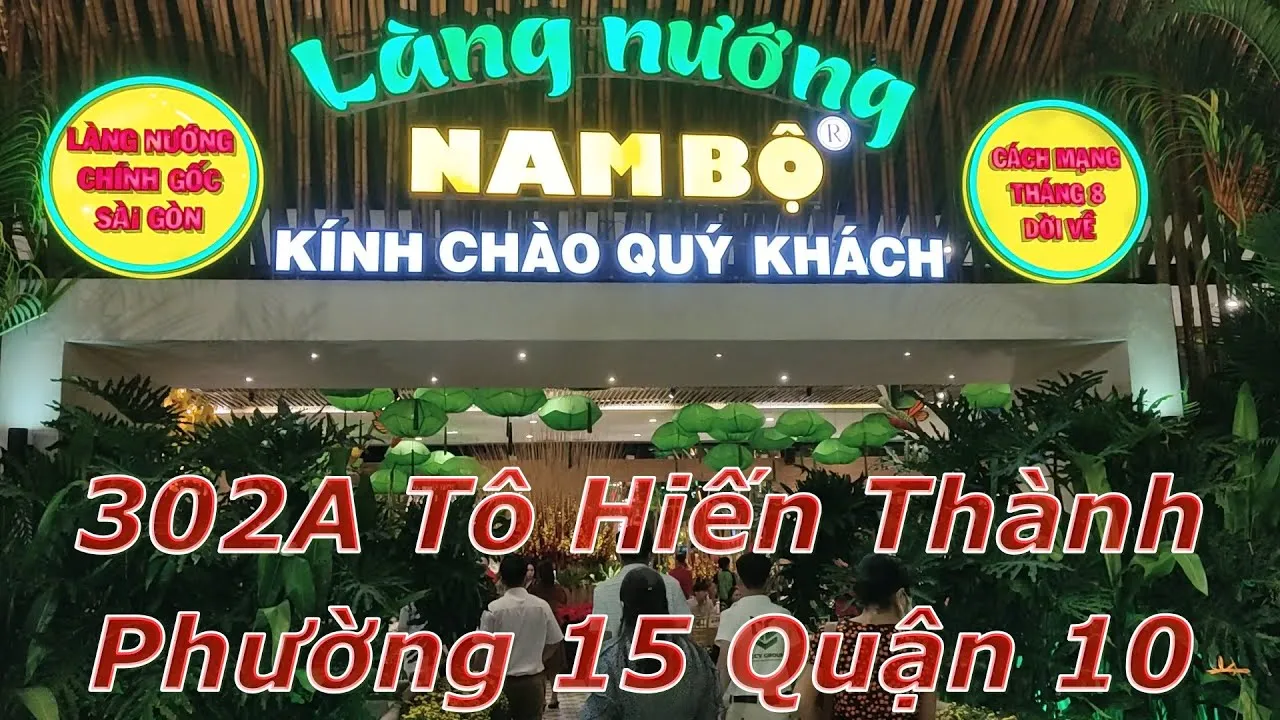 Làng nướng
NAM BỘ ®
KÍNH CHÀO QUÝ KHÁCH
LÀNG NƯỚNG
CHÍNH GỐC
SÀI GÒN
CÁCH MẠNG
THÁNG 8
DỜI VỀ
302A Tô Hiến Thành
Phường 15 Quận 10